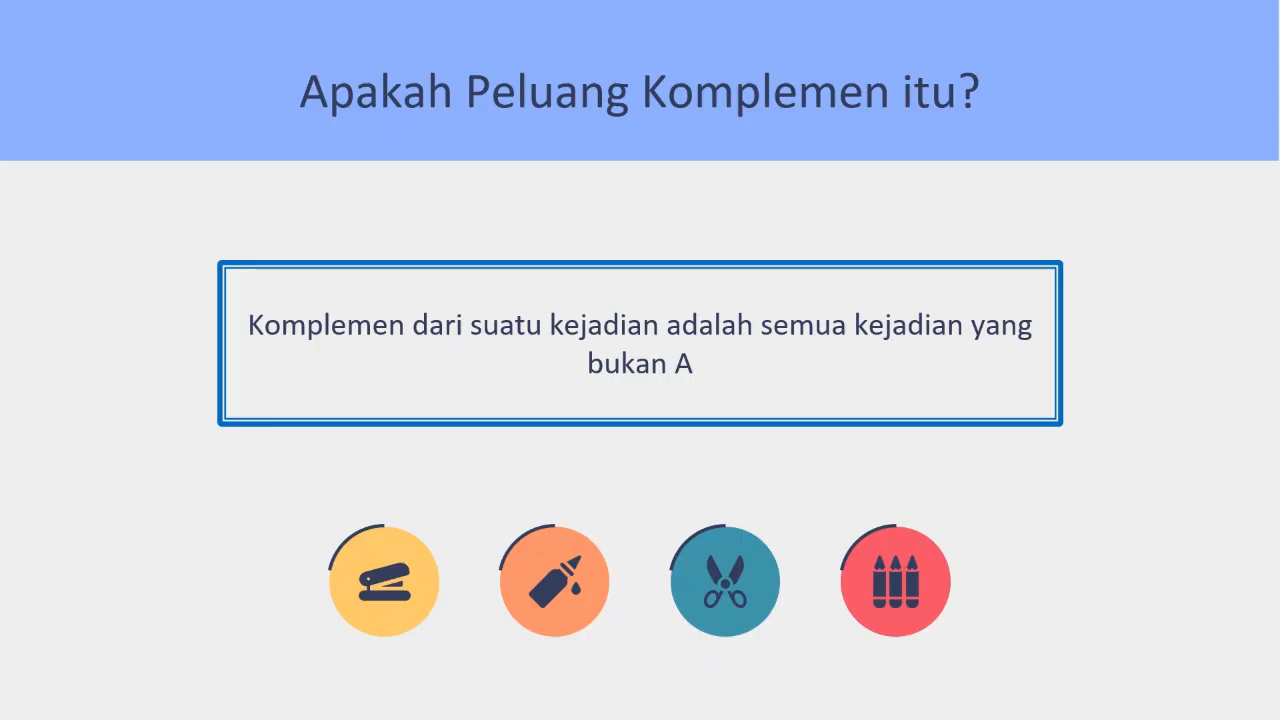 Apakah Peluang Komplemen itu?
Komplemen dari suatu kejadian adalah semua kejadian yang
bukan A